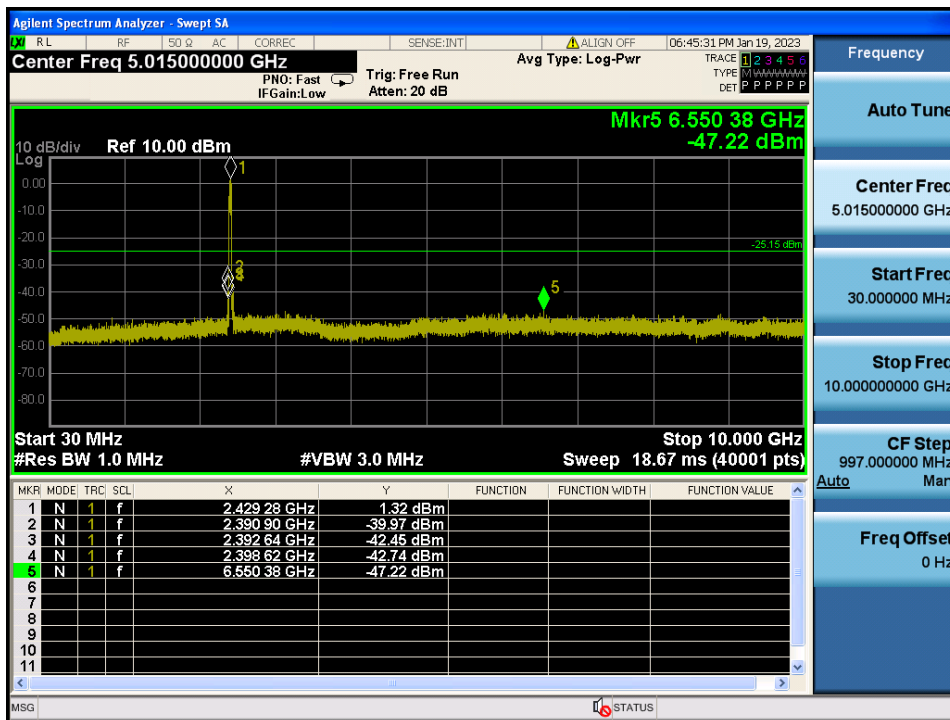 Agilent Spectrum Analyzer - Swept SA
LXI RL RF 50 Ω AC CORREC SENSE:INT ALIGN OFF 06:45:31 PM Jan 19, 2023
Center Freq 5.015000000 GHz
PNO: Fast
IFGain:Low
Trig: Free Run
Atten: 20 dB
Avg Type: Log-Pwr
TRACE 1 2 3 4 5 6
TYPE M WWWWW
DET P P P P P P
Mkr5 6.550 38 GHz
-47.22 dBm
10 dB/div
Log
Ref 10.00 dBm
0.00
-10.0
-20.0
-30.0
-40.0
-50.0
-60.0
-70.0
-80.0
1
2
5
-25.15 dBm
Start 30 MHz
Stop 10.000 GHz
#Res BW 1.0 MHz
#VBW 3.0 MHz
Sweep 18.67 ms (40001 pts)
MKR MODE TRC SCL X Y FUNCTION FUNCTION WIDTH FUNCTION VALUE
1 N 1 f 2.429 28 GHz 1.32 dBm
2 N 1 f 2.390 90 GHz -39.97 dBm
3 N 1 f 2.392 64 GHz -42.45 dBm
4 N 1 f 2.398 62 GHz -42.74 dBm
5 N 1 f 6.550 38 GHz -47.22 dBm
6
7
8
9
10
11
MSG
STATUS
Frequency
Auto Tune
Center Freq
5.015000000 GHz
Start Freq
30.000000 MHz
Stop Freq
10.000000000 GHz
CF Step
997.000000 MHz
Auto Man
Freq Offset
0 Hz